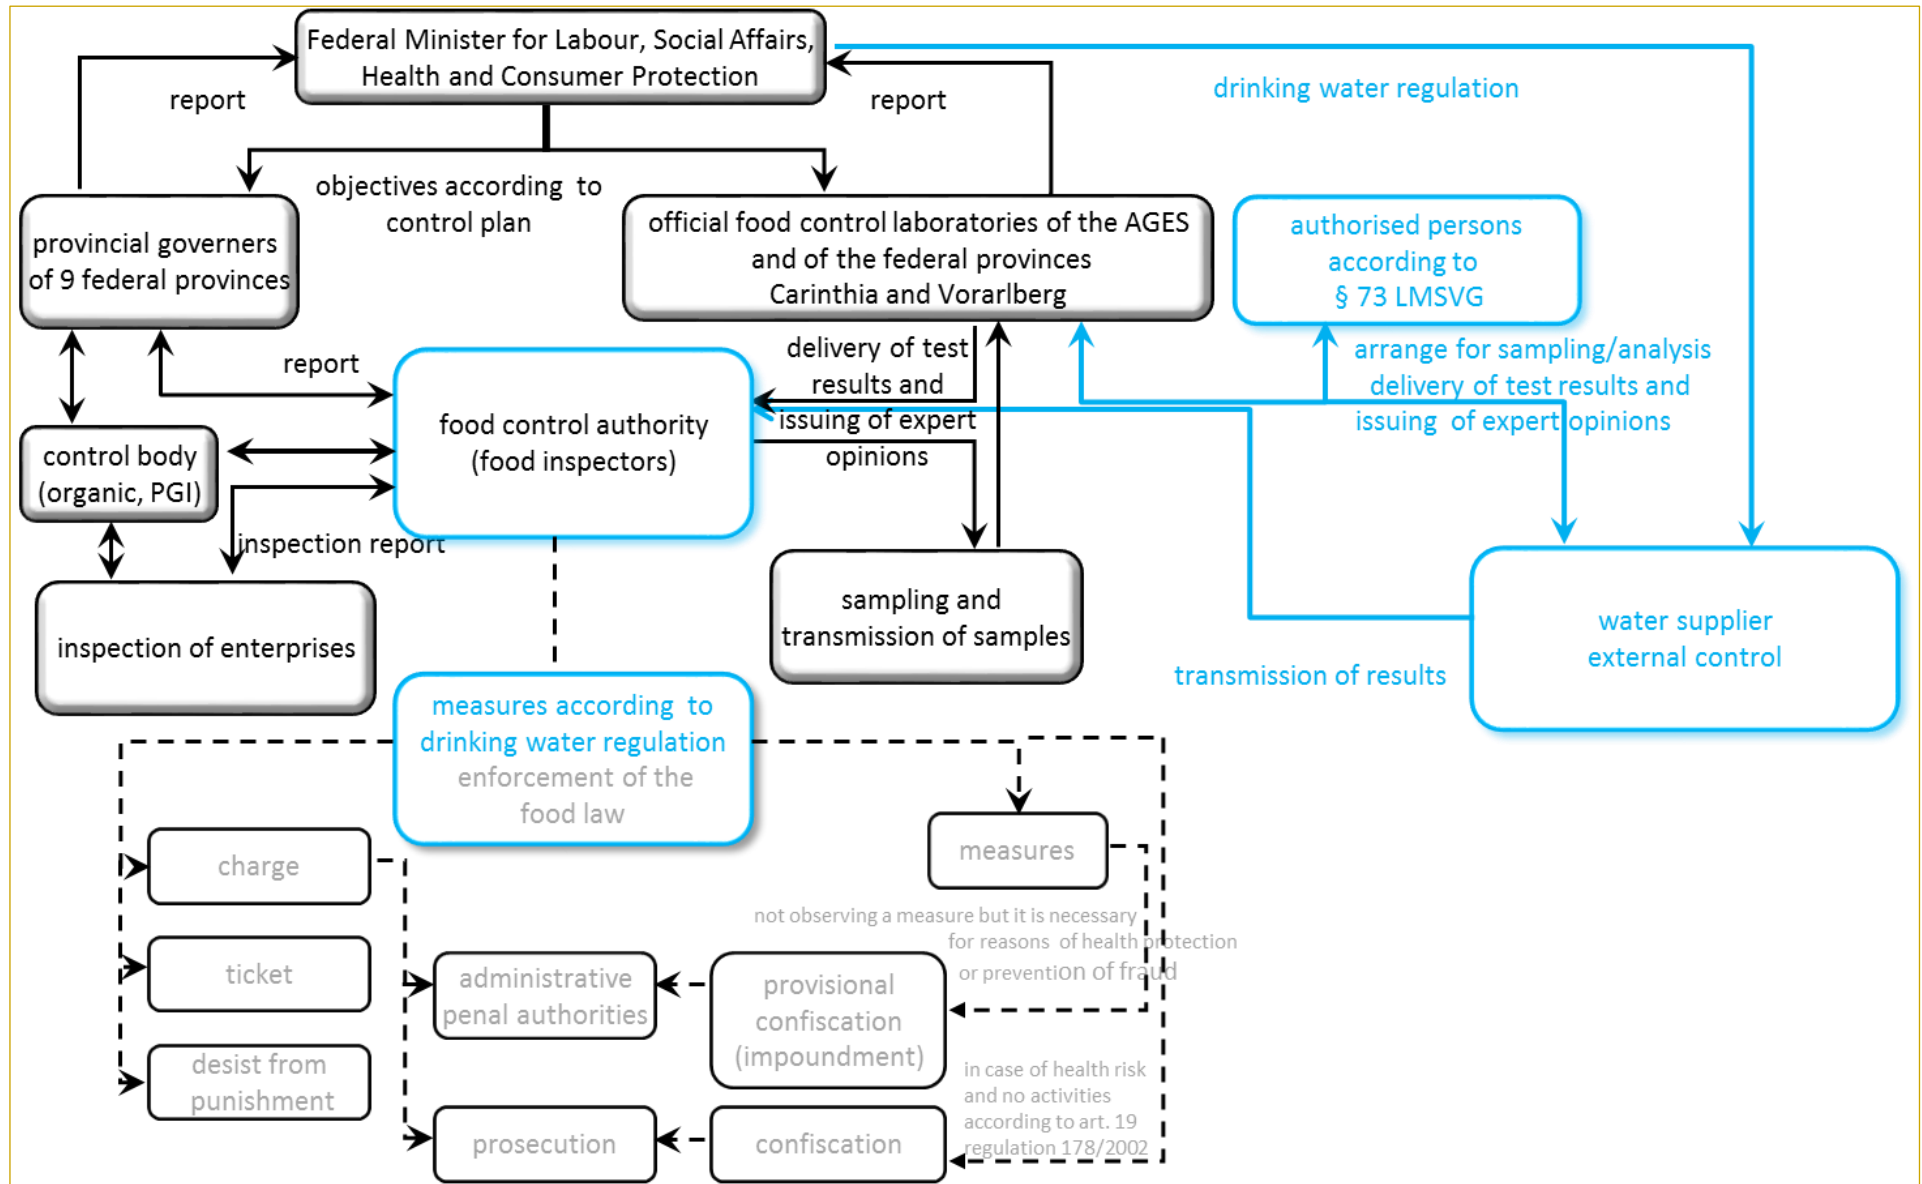 Federal Minister for Labour, Social Affairs,
Health and Consumer Protection
report
report
drinking water regulation
objectives according to
control plan
provincial governers
of 9 federal provinces
official food control laboratories of the AGES
and of the federal provinces
Carinthia and Vorarlberg
authorised persons
according to
§ 73 LMSVG
report
delivery of test
results and
issuing of expert
opinions
arrange for sampling/analysis
delivery of test results and
issuing of expert opinions
food control authority
(food inspectors)
control body
(organic, PGI)
inspection report
inspection of enterprises
sampling and
transmission of samples
water supplier
external control
transmission of results
measures according to
drinking water regulation
enforcement of the
food law
charge
measures
not observing a measure but it is necessary
for reasons of health protection
or prevention of fraud
ticket
administrative
penal authorities
provisional
confiscation
(impoundment)
desist from
punishment
in case of health risk
and no activities
according to art. 19
regulation 178/2002
prosecution
confiscation